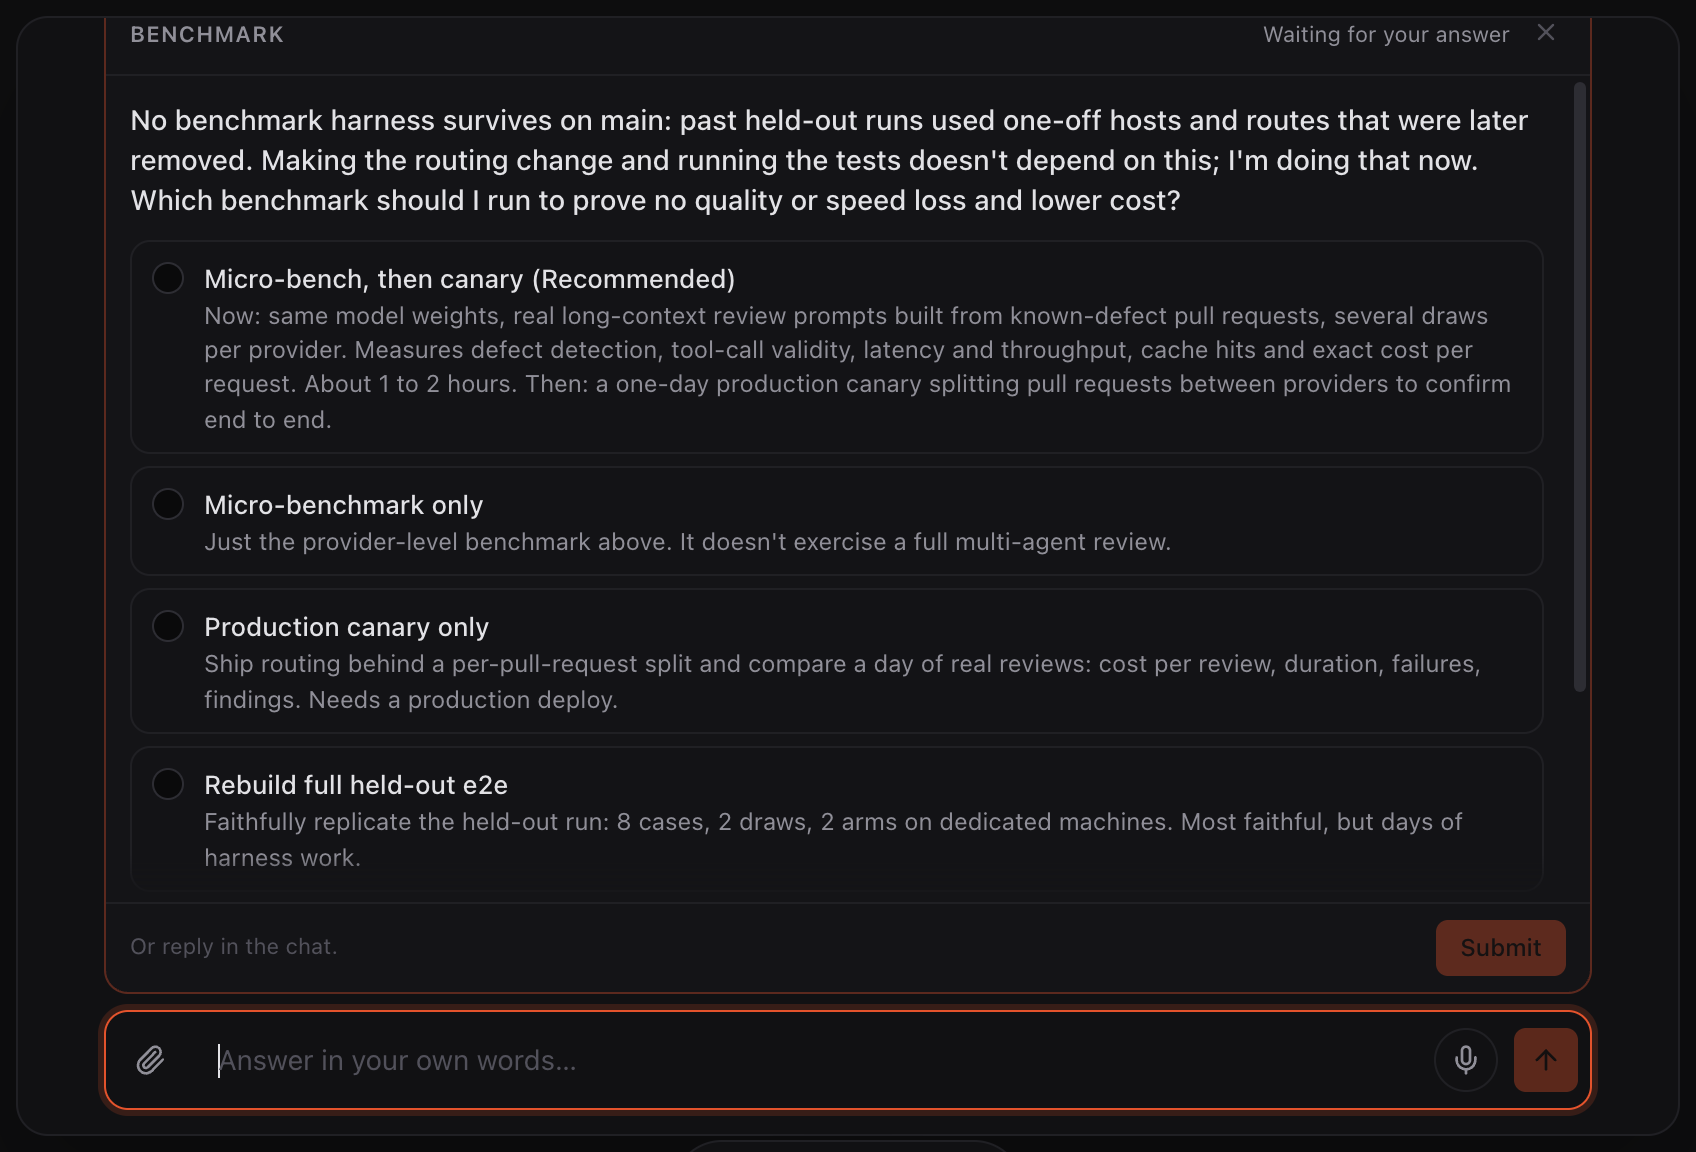 BENCHMARK
Waiting for your answer
No benchmark harness survives on main: past held-out runs used one-off hosts and routes that were later
removed. Making the routing change and running the tests doesn't depend on this; I'm doing that now.
Which benchmark should I run to prove no quality or speed loss and lower cost?
Micro-bench, then canary (Recommended)
Now: same model weights, real long-context review prompts built from known-defect pull requests, several draws
per provider. Measures defect detection, tool-call validity, latency and throughput, cache hits and exact cost per
request. About 1 to 2 hours. Then: a one-day production canary splitting pull requests between providers to confirm
end to end.
Micro-benchmark only
Just the provider-level benchmark above. It doesn't exercise a full multi-agent review.
Production canary only
Ship routing behind a per-pull-request split and compare a day of real reviews: cost per review, duration, failures,
findings. Needs a production deploy.
Rebuild full held-out e2e
Faithfully replicate the held-out run: 8 cases, 2 draws, 2 arms on dedicated machines. Most faithful, but days of
harness work.
Or reply in the chat.
Submit
Answer in your own words...